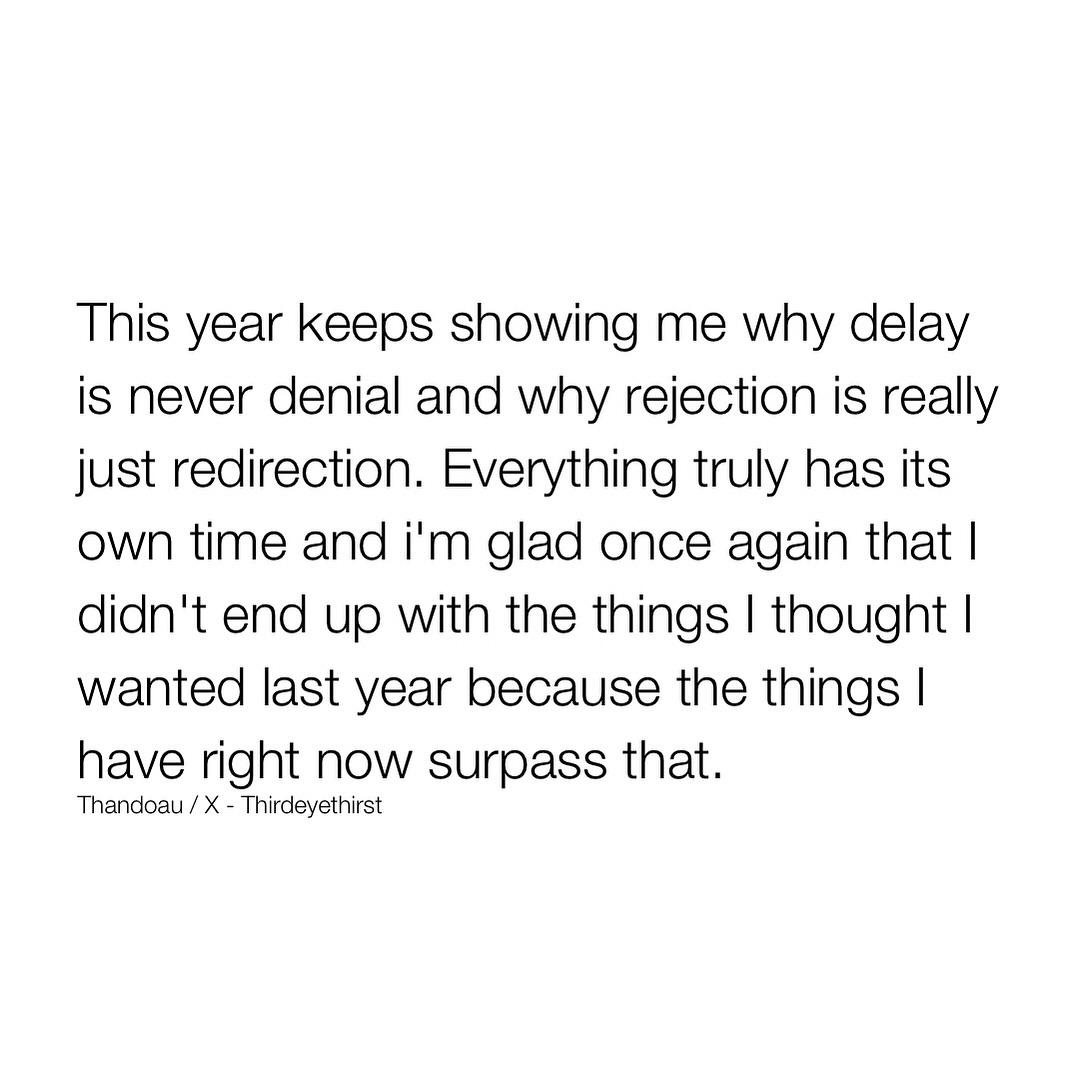 This year keeps showing me why delay
is never denial and why rejection is really
just redirection. Everything truly has its
own time and i'm glad once again that I
didn't end up with the things I thought I
wanted last year because the things I
have right now surpass that.
Thandoau / X - Thirdeyethirst